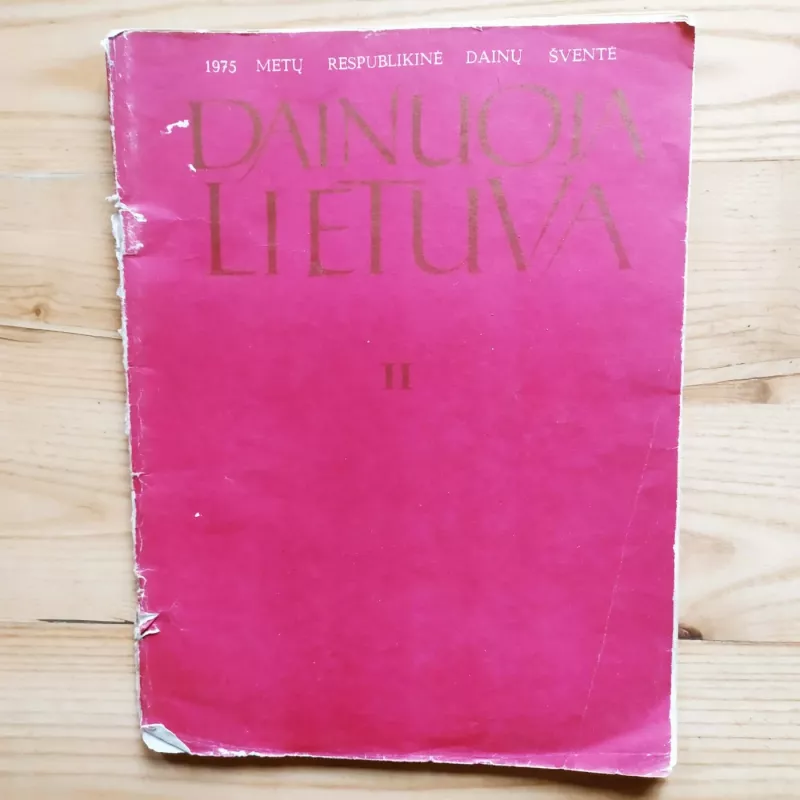 1975 METŲ RESPUBLIKINĖ DAINŲ ŠVENTĖ
DAINUOJA
LIETUVA
II